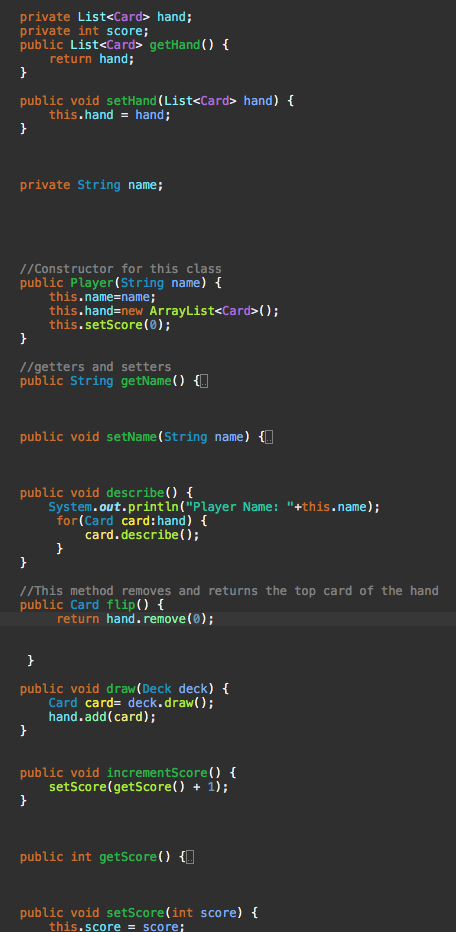 private List<Card> hand;
private int score;
public List<Card> getHand() {
return hand;
}
public void setHand(List<Card> hand) {
this.hand = hand;
}
private String name;
//Constructor for this class
public Player(String name) {
this.name=name;
this.hand=new ArrayList<Card>();
this.setScore(0);
}
//getters and setters
public String getName() {
public void setName(String name) {
public void describe() {
System.out.println("Player Name: "+this.name);
for(Card card:hand) {
card.describe();
}
}
//This method removes and returns the top card of the hand
public Card flip() {
return hand.remove(0);
}
public void draw(Deck deck) {
Card card= deck.draw();
hand.add(card);
}
public void incrementScore() {
setScore(getScore() + 1);
}
public int getScore() {
public void setScore(int score) {
this.score = score;